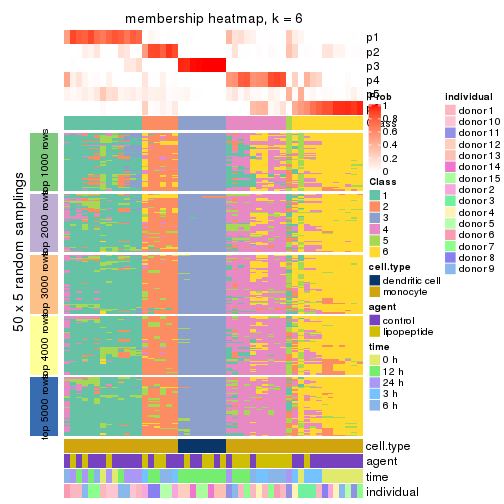 membership heatmap, k = 6
p1
p2
p3
p4
p5
Class
50 x 5 random samplings
top 1000 rows
top 2000 rows
top 3000 rows
top 4000 rows
top 5000 rows
cell.type
agent
time
individual
Prob
1
0.8
0.6
0.4
0.2
0
Class
1
2
3
4
5
6
cell.type
dendritic cell
monocyte
agent
control
lipopeptide
time
0 h
12 h
24 h
3 h
6 h
individual
donor 1
donor 10
donor 11
donor 12
donor 13
donor 14
donor 15
donor 2
donor 3
donor 4
donor 5
donor 6
donor 7
donor 8
donor 9